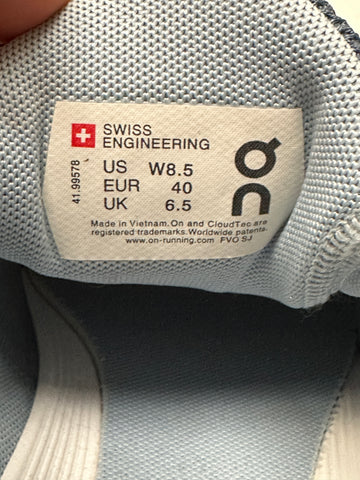 SWISS
ENGINEERING
US W8.5
EUR 40
UK 6.5
41.99578
Made in Vietnam. On and CloudTec are
registered trademarks. Worldwide patents.
www.on-running.com FVO SJ
On